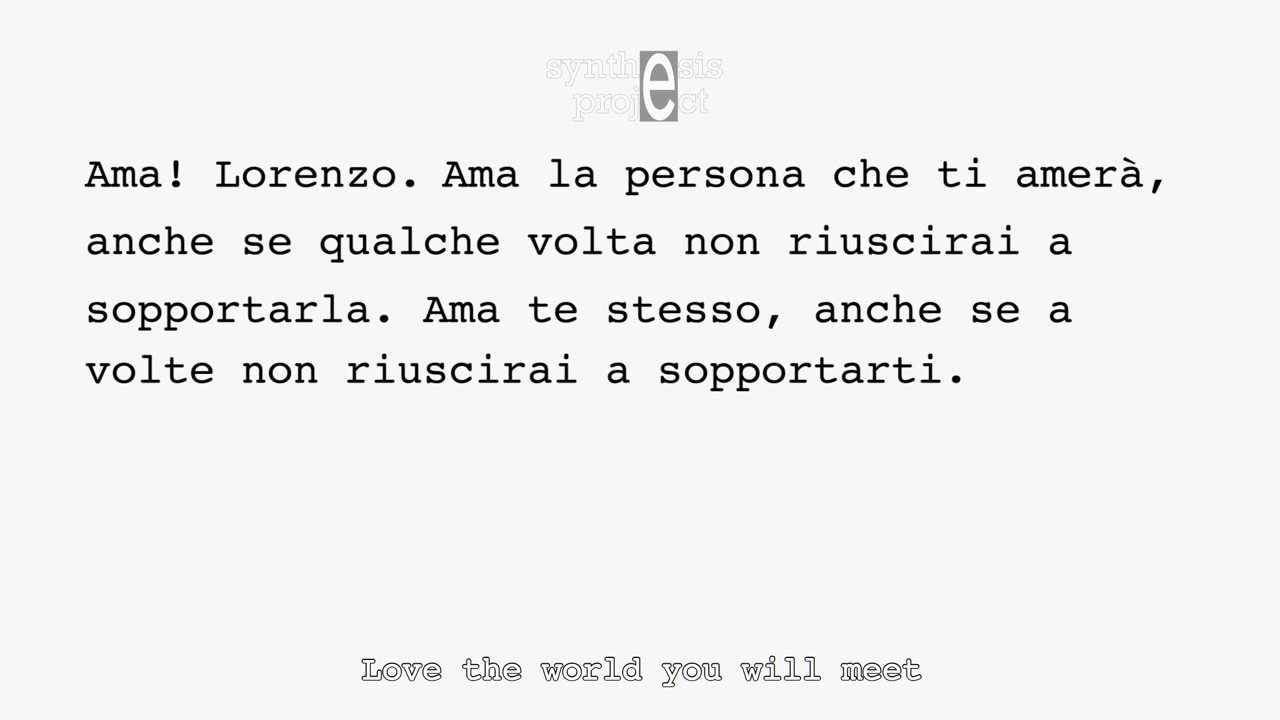 synthesis
project
Ama! Lorenzo. Ama la persona che ti amerà,
anche se qualche volta non riuscirai a
sopportarla. Ama te stesso, anche se a
volte non riuscirai a sopportarti.
Love the world you will meet